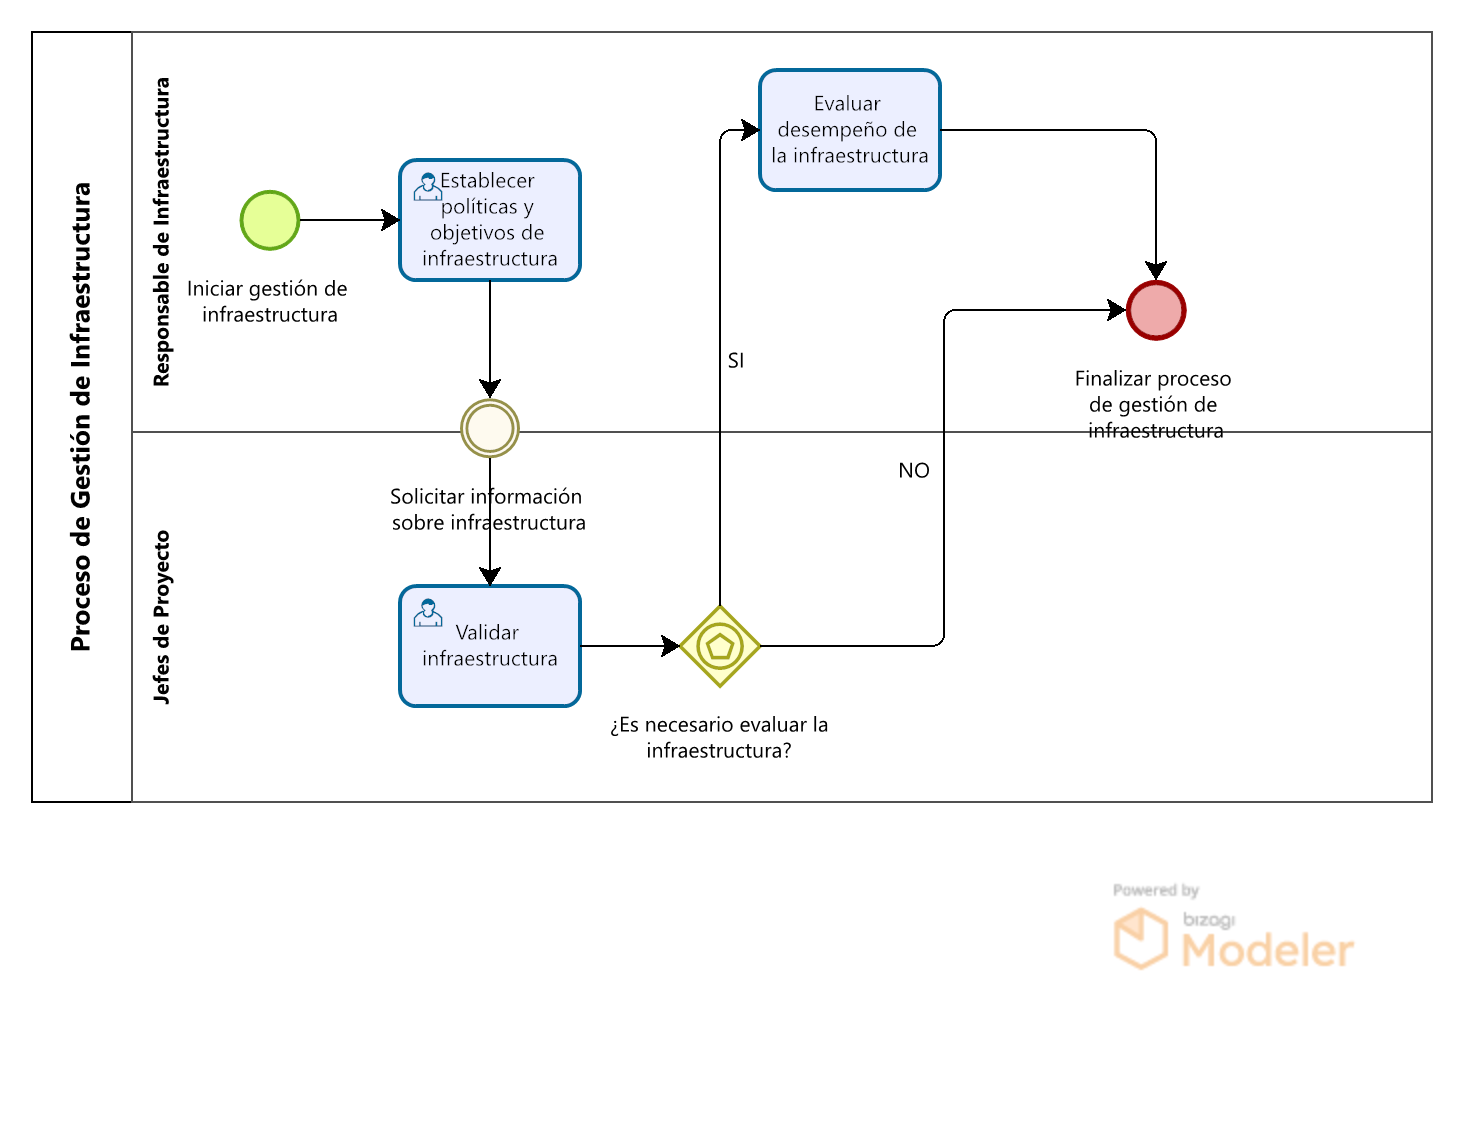 Proceso de Gestión de Infraestructura
Responsable de Infraestructura
Iniciar gestión de
infraestructura
Establecer
políticas y
objetivos de
infraestructura
Evaluar
desempeño de
la infraestructura
SI
Finalizar proceso
de gestión de
infraestructura
Jefes de Proyecto
NO
Solicitar información
sobre infraestructura
Validar
infraestructura
¿Es necesario evaluar la
infraestructura?
Powered by
bizagi
Modeler